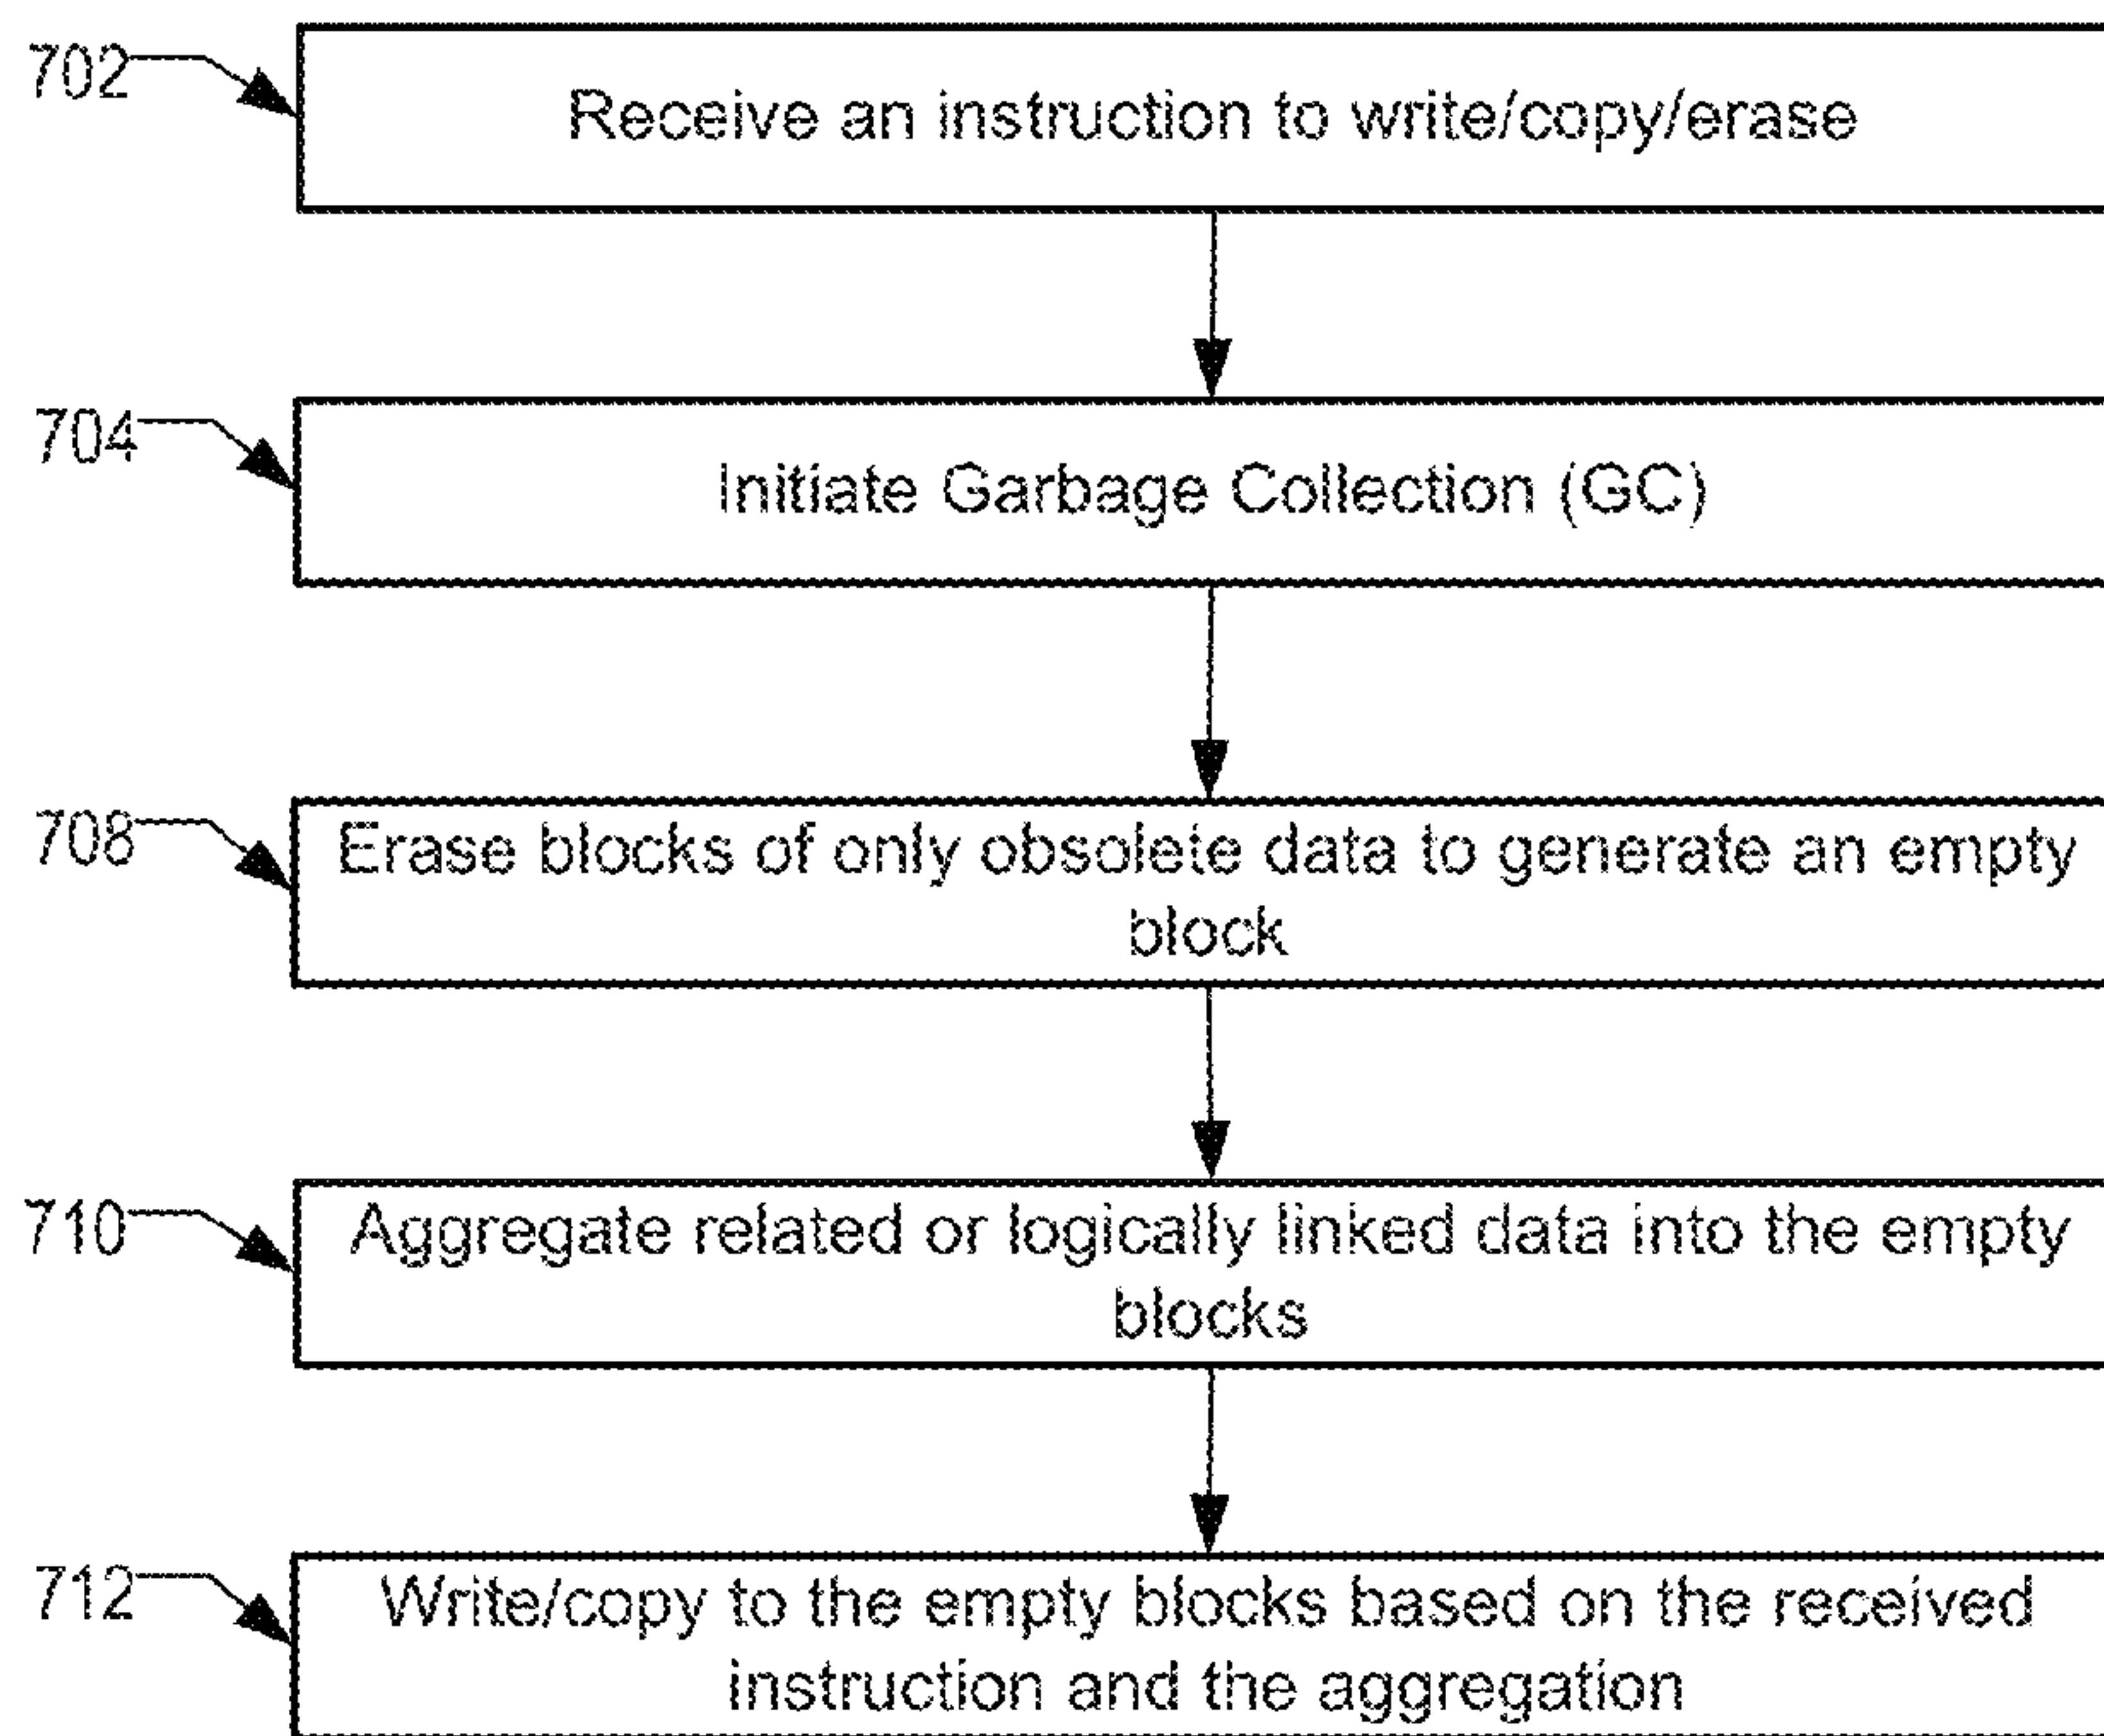 702
Receive an instruction to write/copy/erase
704
Initiate Garbage Collection (GC)
708
Erase blocks of only obsolete data to generate an empty
block
710
Aggregate related or logically linked data into the empty
blocks
712
Write/copy to the empty blocks based on the received
instruction and the aggregation